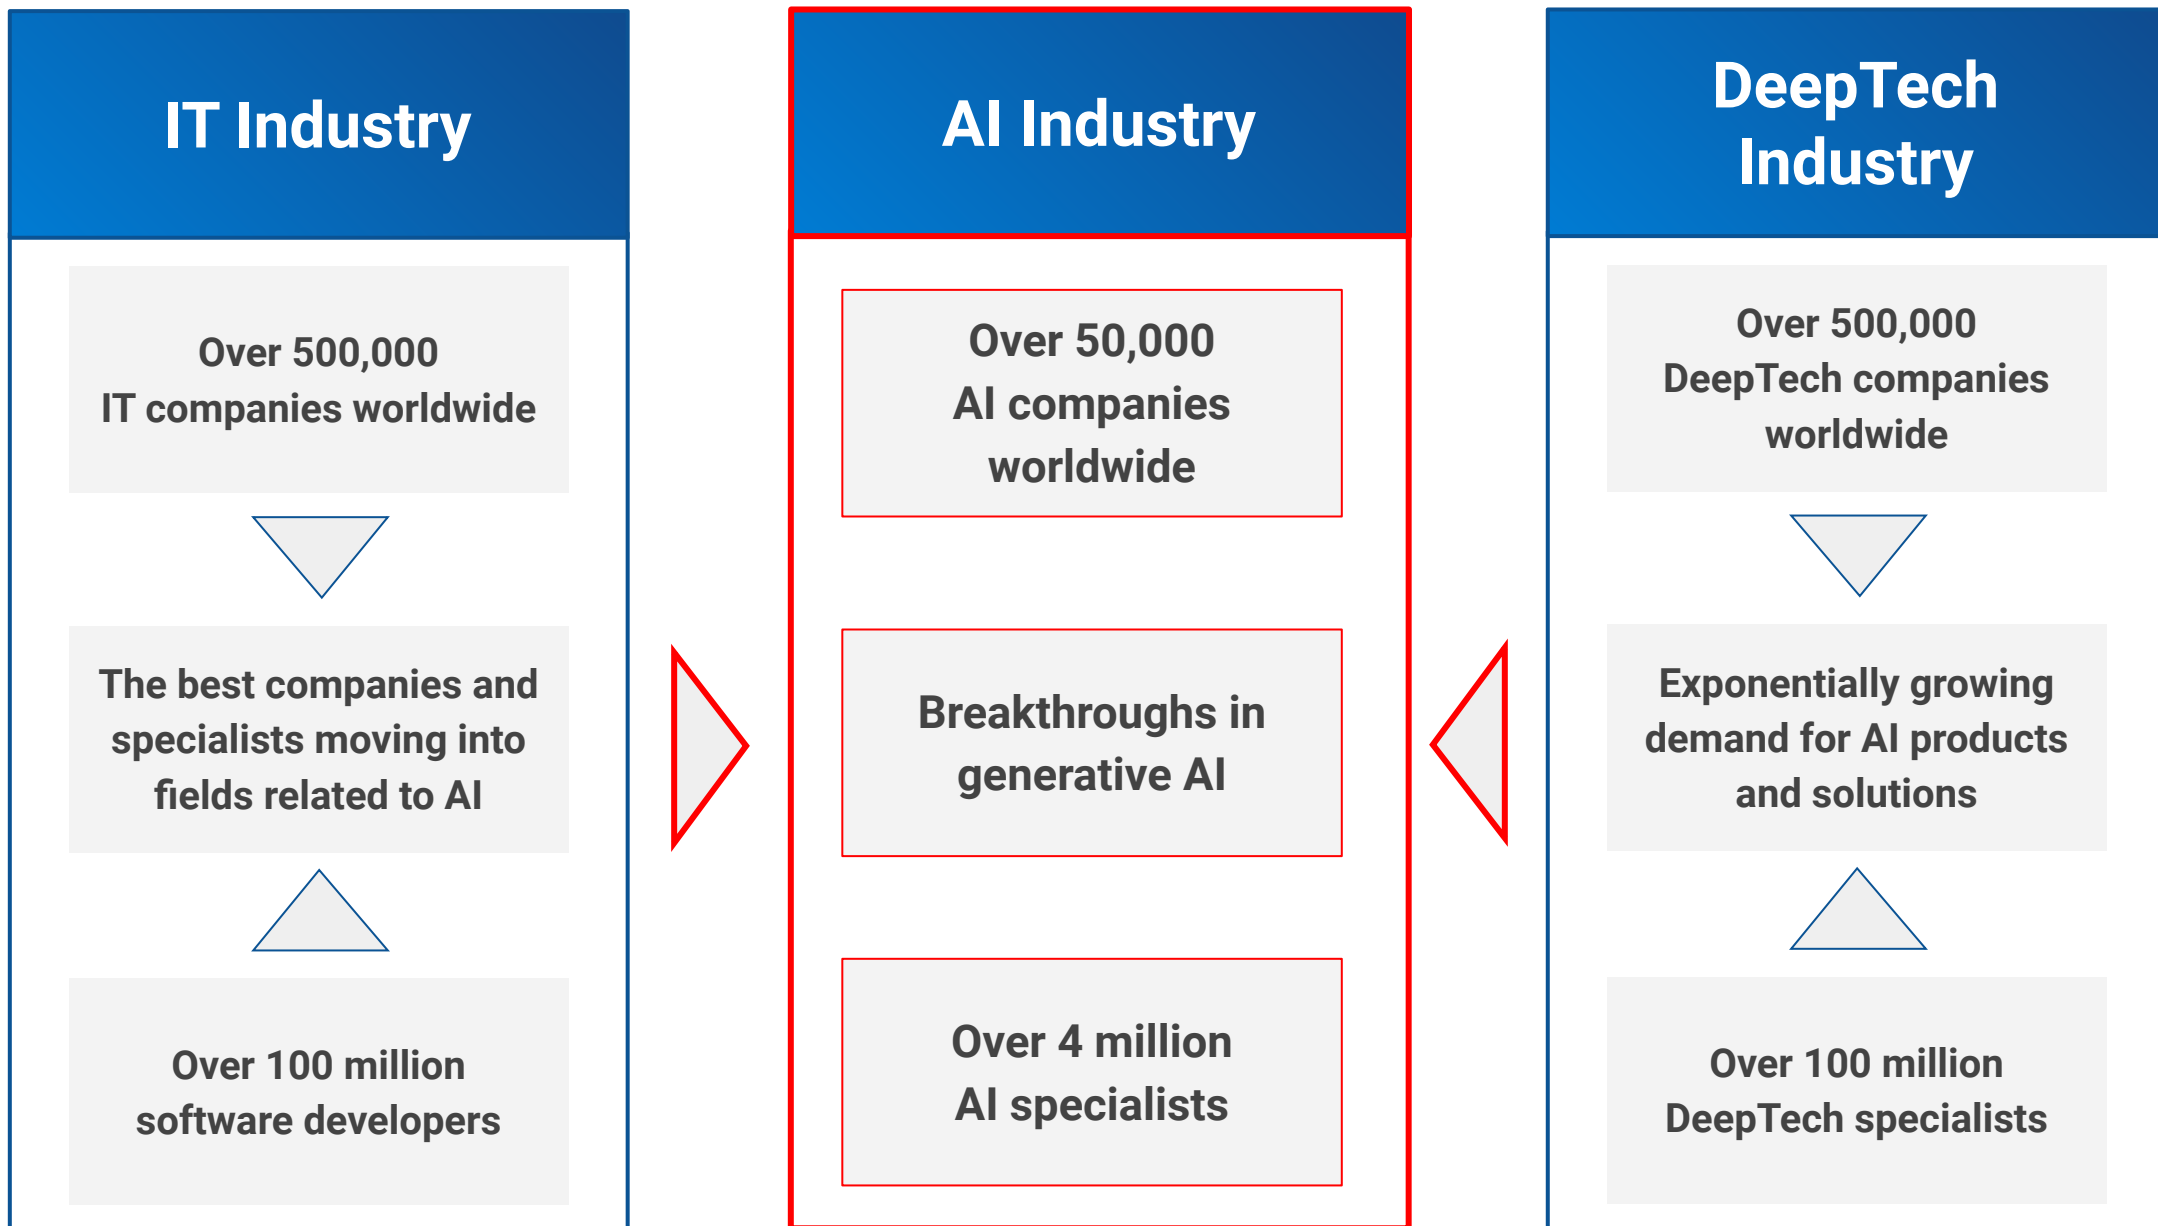 IT Industry
Over 500,000
IT companies worldwide
The best companies and
specialists moving into
fields related to AI
Over 100 million
software developers
AI Industry
Over 50,000
AI companies
worldwide
Breakthroughs in
generative AI
Over 4 million
AI specialists
DeepTech
Industry
Over 500,000
DeepTech companies
worldwide
Exponentially growing
demand for AI products
and solutions
Over 100 million
DeepTech specialists